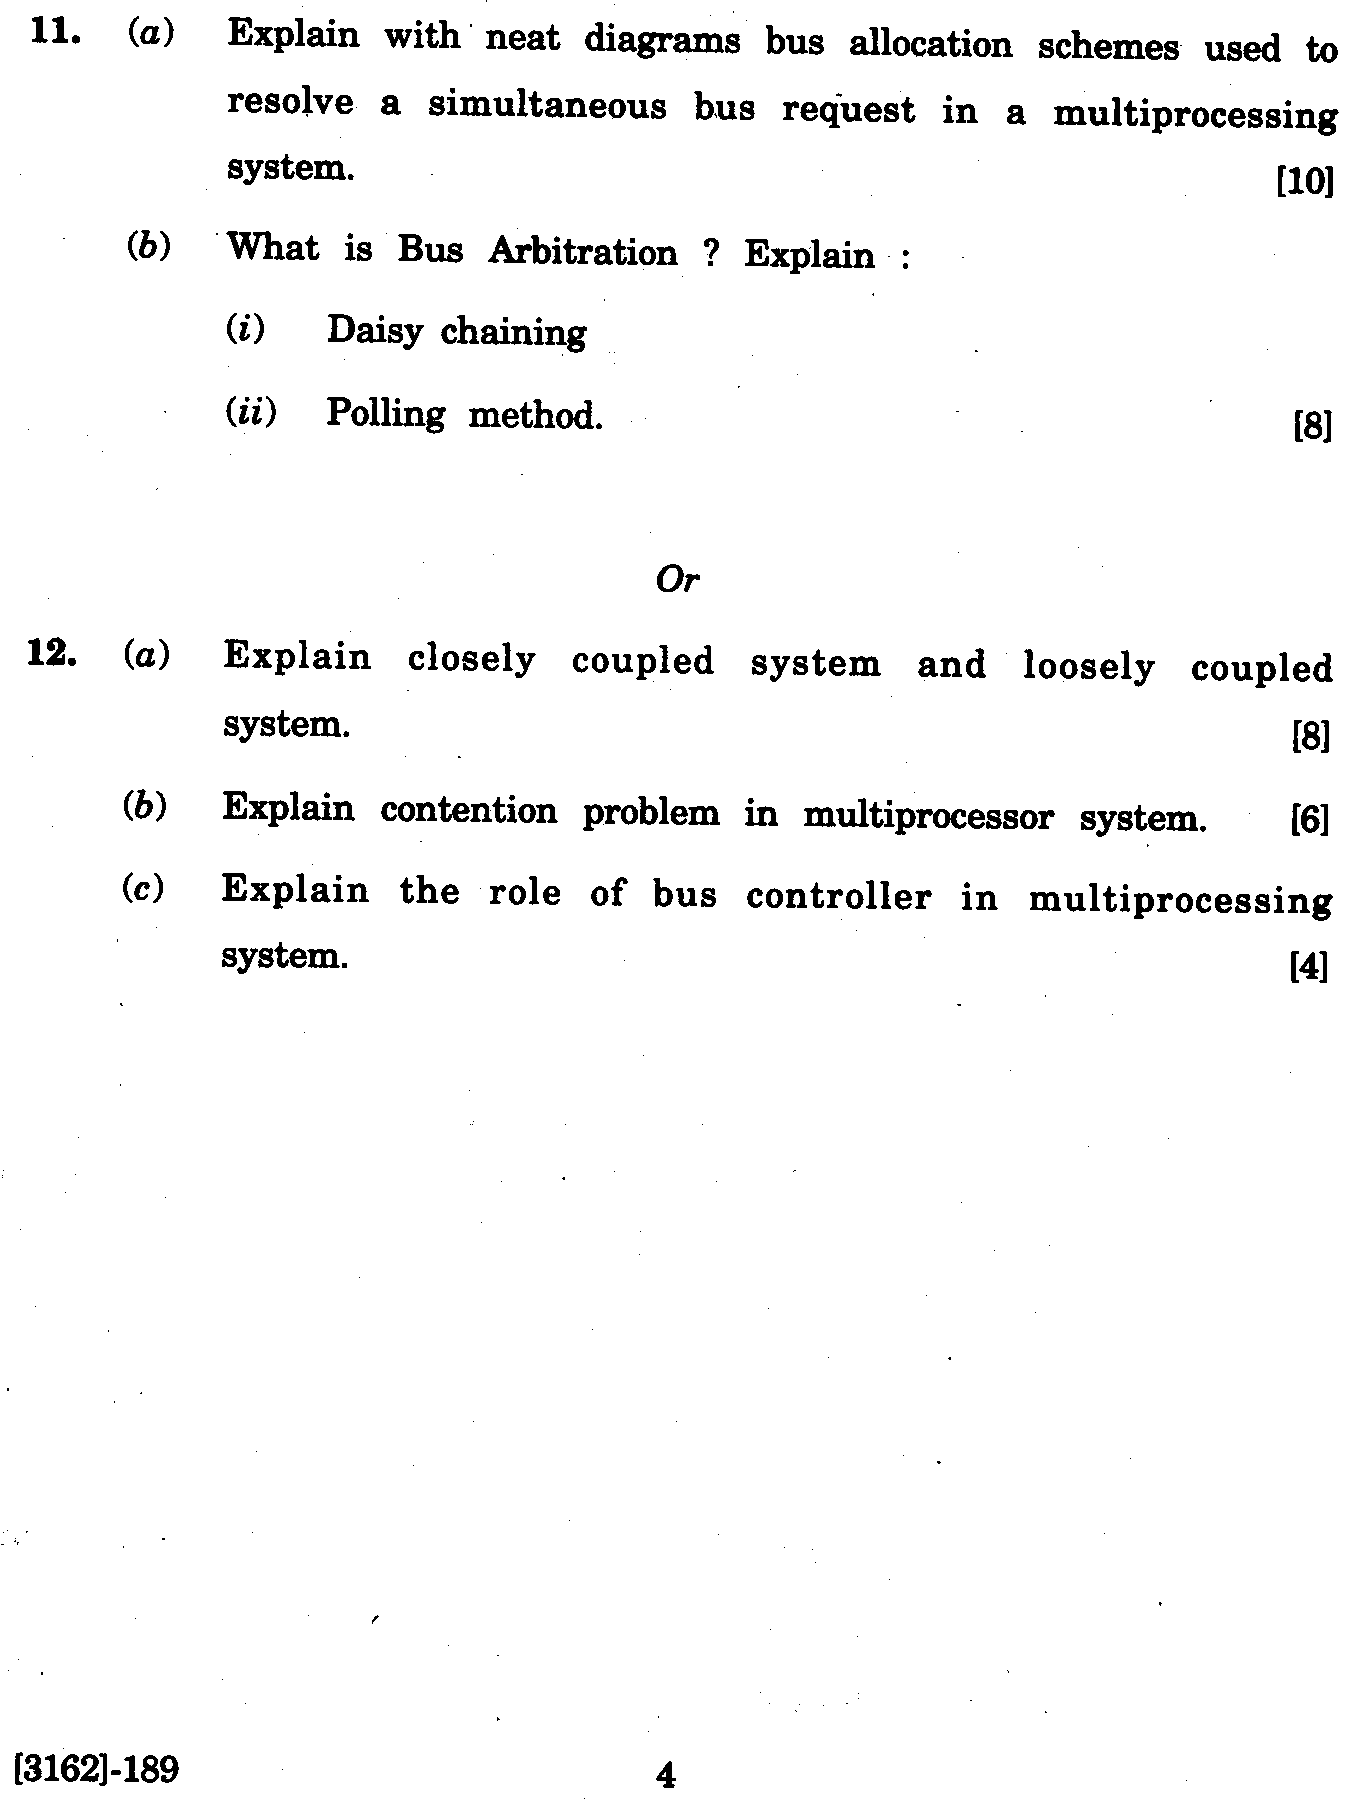 11. (a) Explain with neat diagrams bus allocation schemes used to
resolve a simultaneous bus request in a multiprocessing
system. [10]
(b) What is Bus Arbitration ? Explain :
(i) Daisy chaining
(ii) Polling method. [8]
Or
12. (a) Explain closely coupled system and loosely coupled
system. [8]
(b) Explain contention problem in multiprocessor system. [6]
(c) Explain the role of bus controller in multiprocessing
system. [4]
[3162]-189 4